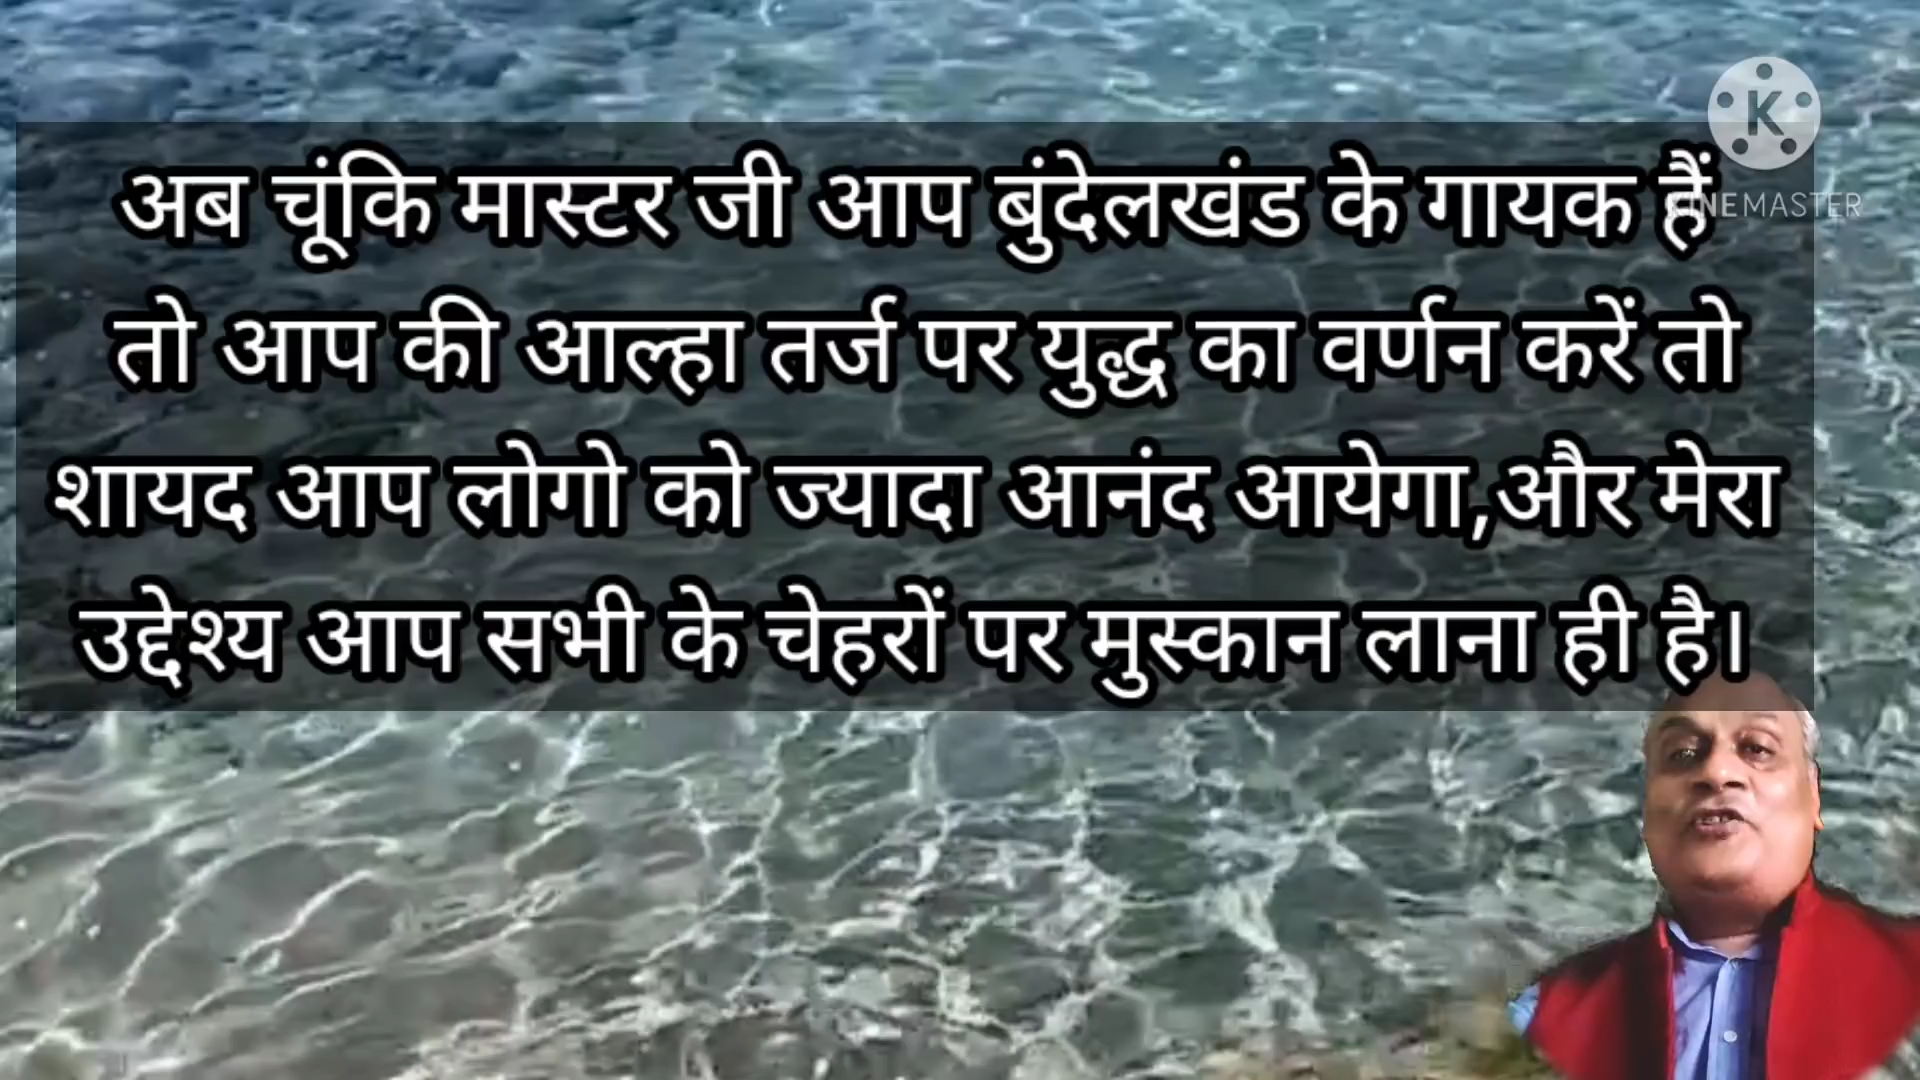 अब चूंकि मास्टर जी आप बुंदेलखंड के गायक हैं
तो आप की आल्हा तर्ज पर युद्ध का वर्णन करें तो
शायद आप लोगो को ज्यादा आनंद आयेगा,और मेरा
उद्देश्य आप सभी के चेहरों पर मुस्कान लाना ही है।
K
KINEMASTER